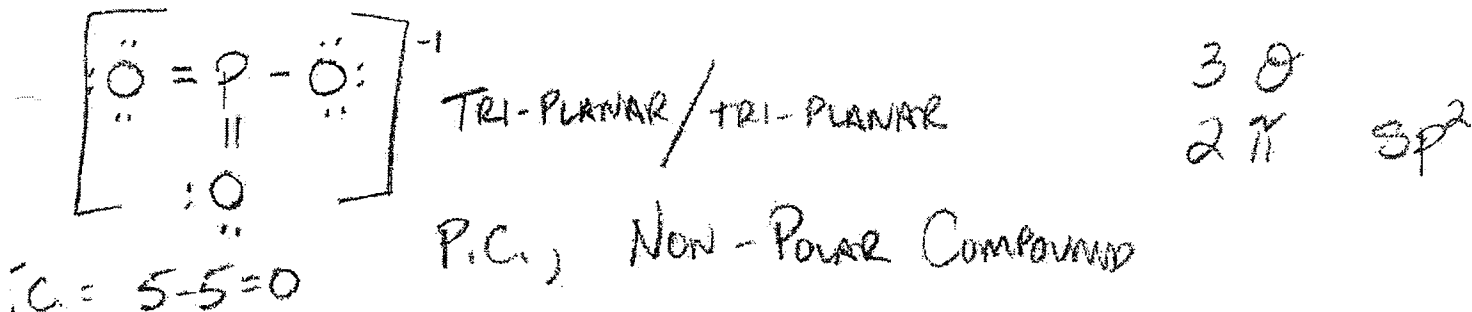 [:Ö = P - Ö:]⁻¹
||
:O
TRI-PLANAR / TRI-PLANAR
3 σ
2 π sp²
P.C., NON-POLAR COMPOUND
.C. = 5-5=0